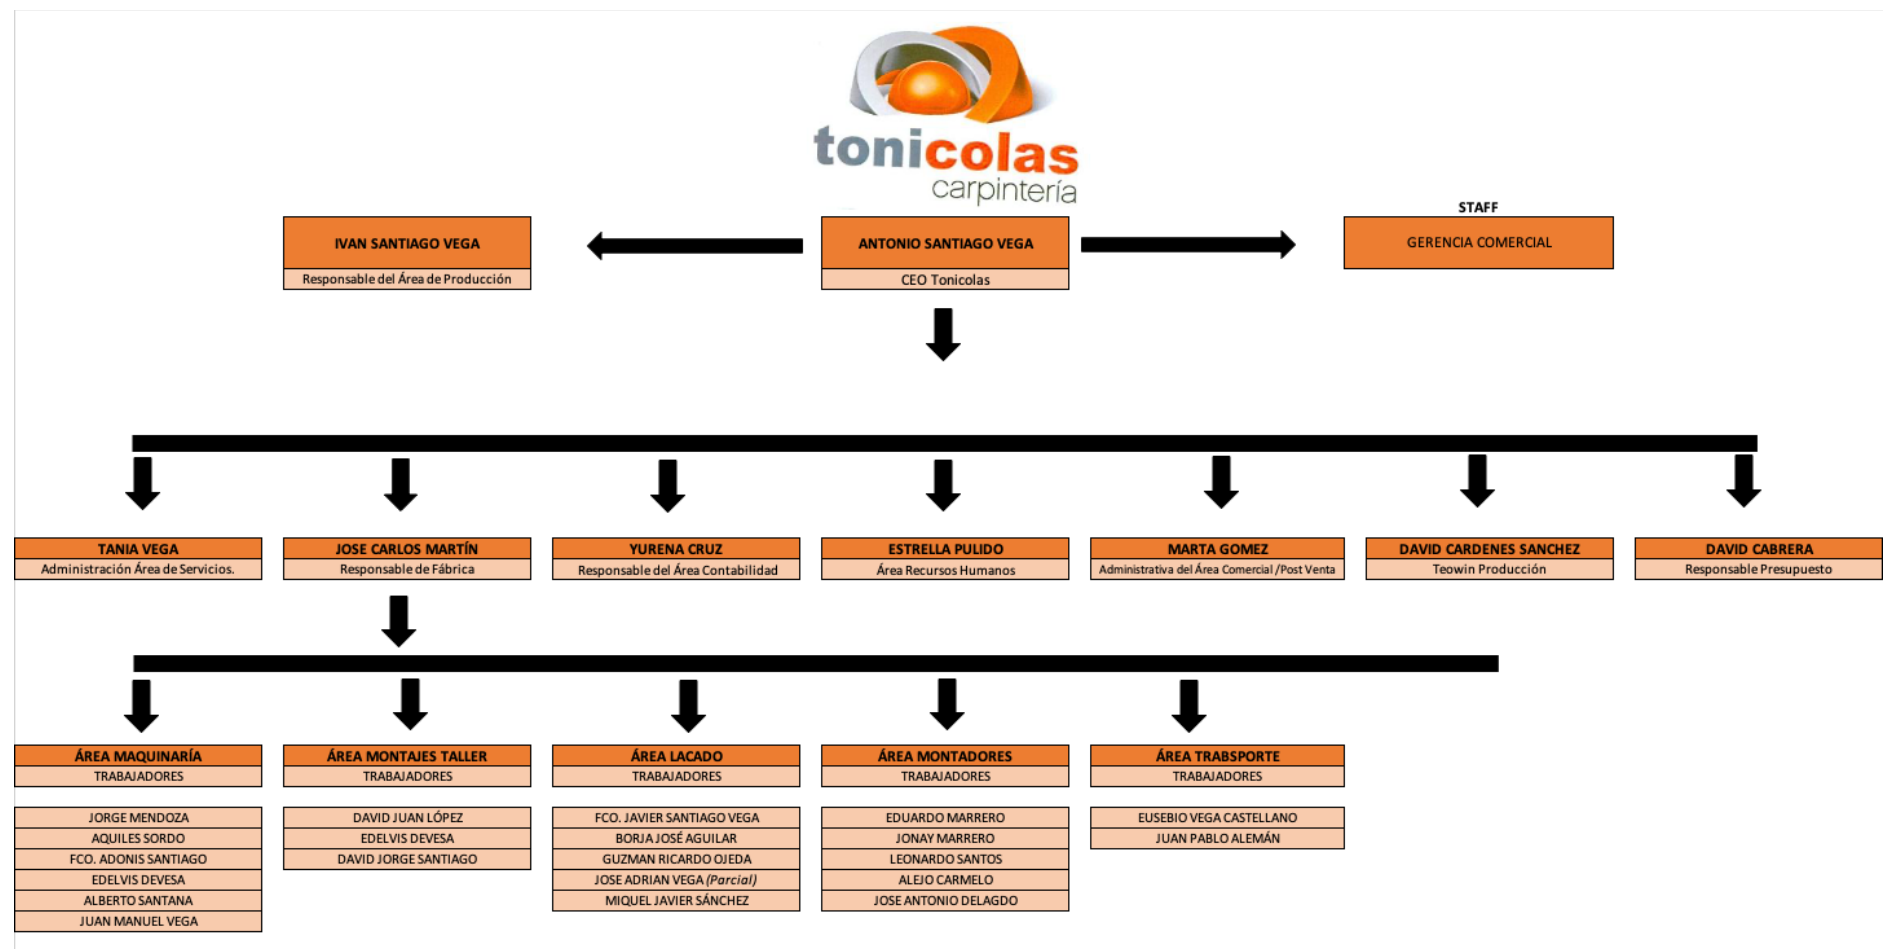 tonicolas
carpintería
STAFF
IVAN SANTIAGO VEGA
Responsable del Área de Producción
ANTONIO SANTIAGO VEGA
CEO Tonicolas
GERENCIA COMERCIAL
TANIA VEGA
Administración Área de Servicios.
JOSE CARLOS MARTÍN
Responsable de Fábrica
YURENA CRUZ
Responsable del Área Contabilidad
ESTRELLA PULIDO
Área Recursos Humanos
MARTA GOMEZ
Administrativa del Área Comercial /Post Venta
DAVID CARDENES SANCHEZ
Teowin Producción
DAVID CABRERA
Responsable Presupuesto
ÁREA MAQUINARÍA
TRABAJADORES
JORGE MENDOZA
AQUILES SORDO
FCO. ADONIS SANTIAGO
EDELVIS DEVESA
ALBERTO SANTANA
JUAN MANUEL VEGA
ÁREA MONTAJES TALLER
TRABAJADORES
DAVID JUAN LÓPEZ
EDELVIS DEVESA
DAVID JORGE SANTIAGO
ÁREA LACADO
TRABAJADORES
FCO. JAVIER SANTIAGO VEGA
BORJA JOSÉ AGUILAR
GUZMAN RICARDO OJEDA
JOSE ADRIAN VEGA (Parcial)
MIQUEL JAVIER SÁNCHEZ
ÁREA MONTADORES
TRABAJADORES
EDUARDO MARRERO
JONAY MARRERO
LEONARDO SANTOS
ALEJO CARMELO
JOSE ANTONIO DELAGDO
ÁREA TRABSPORTE
TRABAJADORES
EUSEBIO VEGA CASTELLANO
JUAN PABLO ALEMÁN